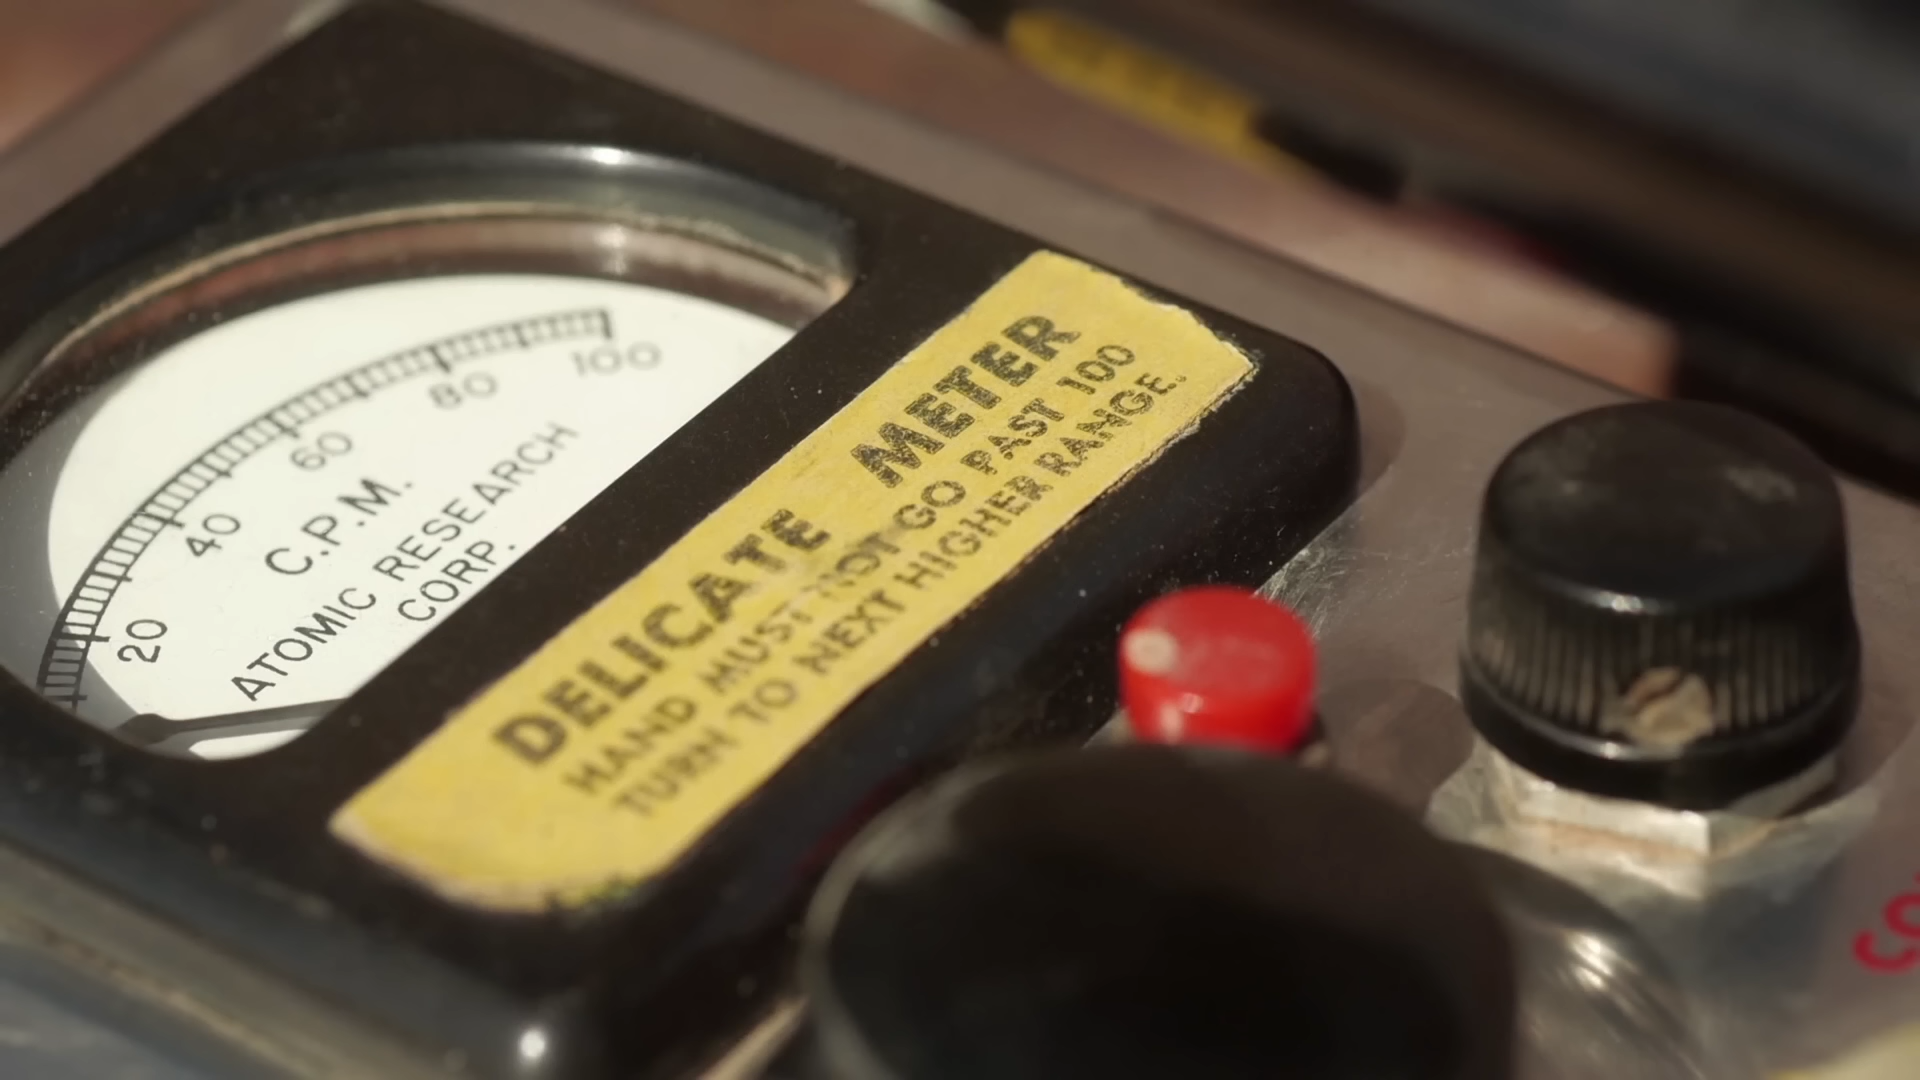 20 40 60 80 100
C.P.M.
ATOMIC RESEARCH
CORP.
DELICATE METER
HAND MUST NOT GO PAST 100
TURN TO NEXT HIGHER RANGE.